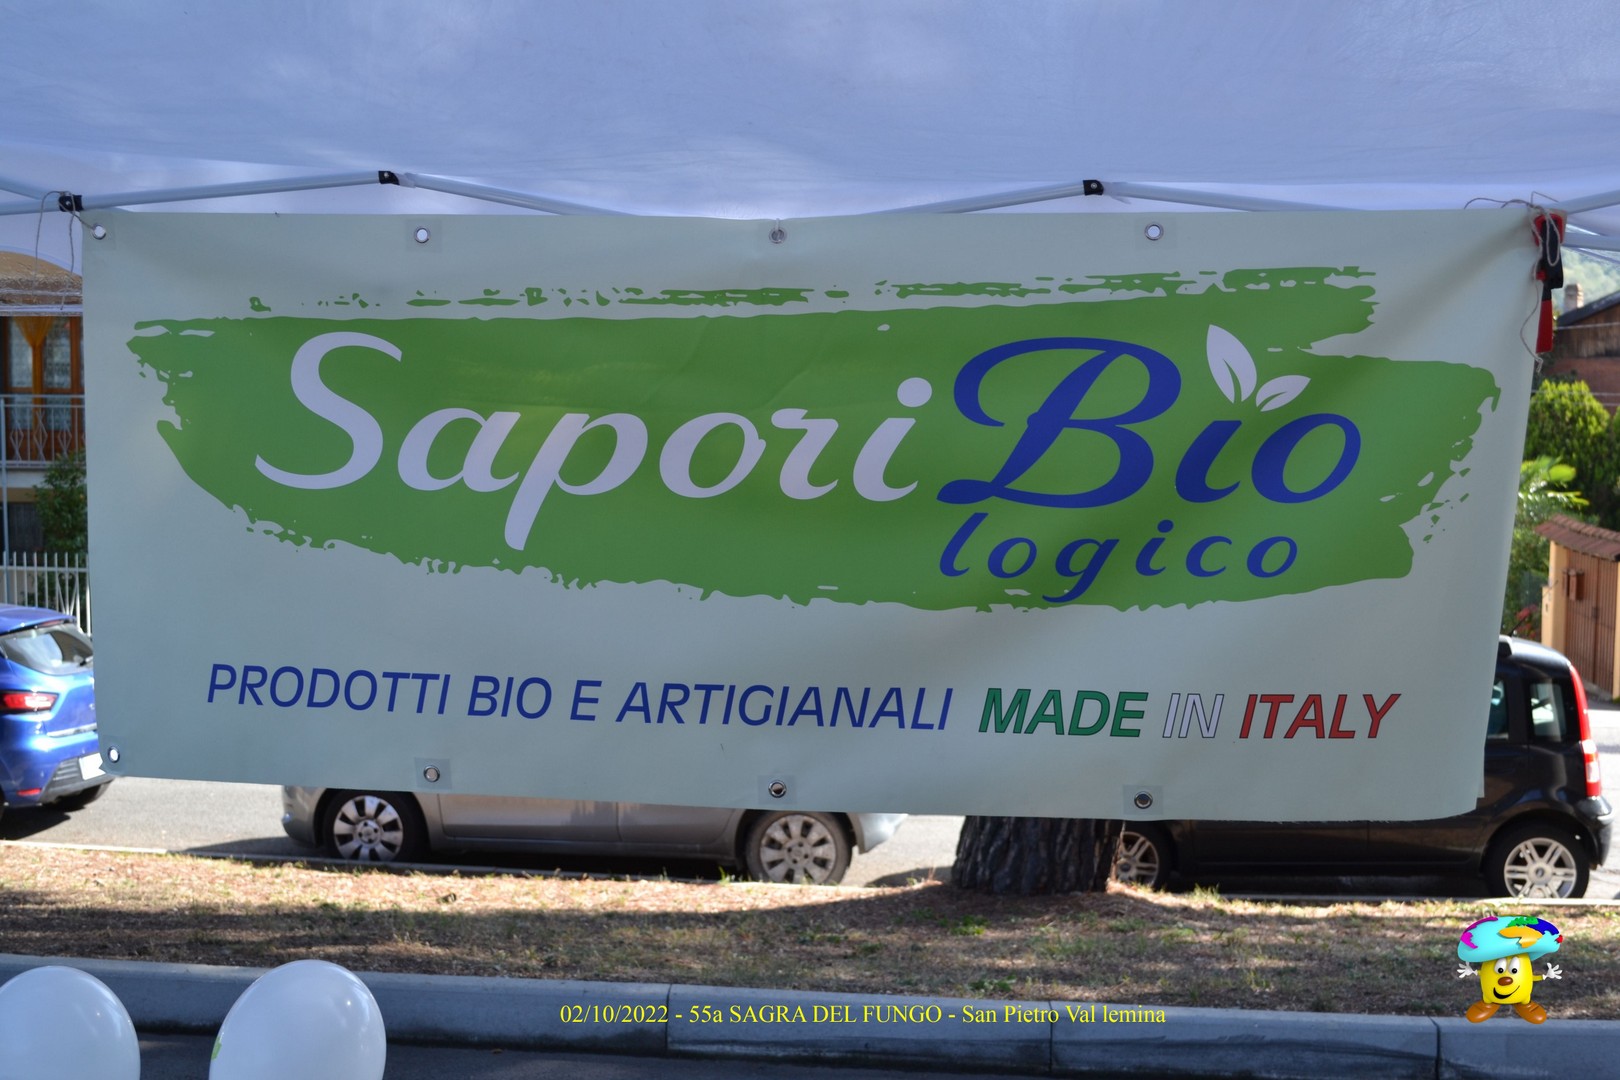 Sapori Bio
logico
PRODOTTI BIO E ARTIGIANALI MADE IN ITALY
02/10/2022 - 55a SAGRA DEL FUNGO - San Pietro Val lemina